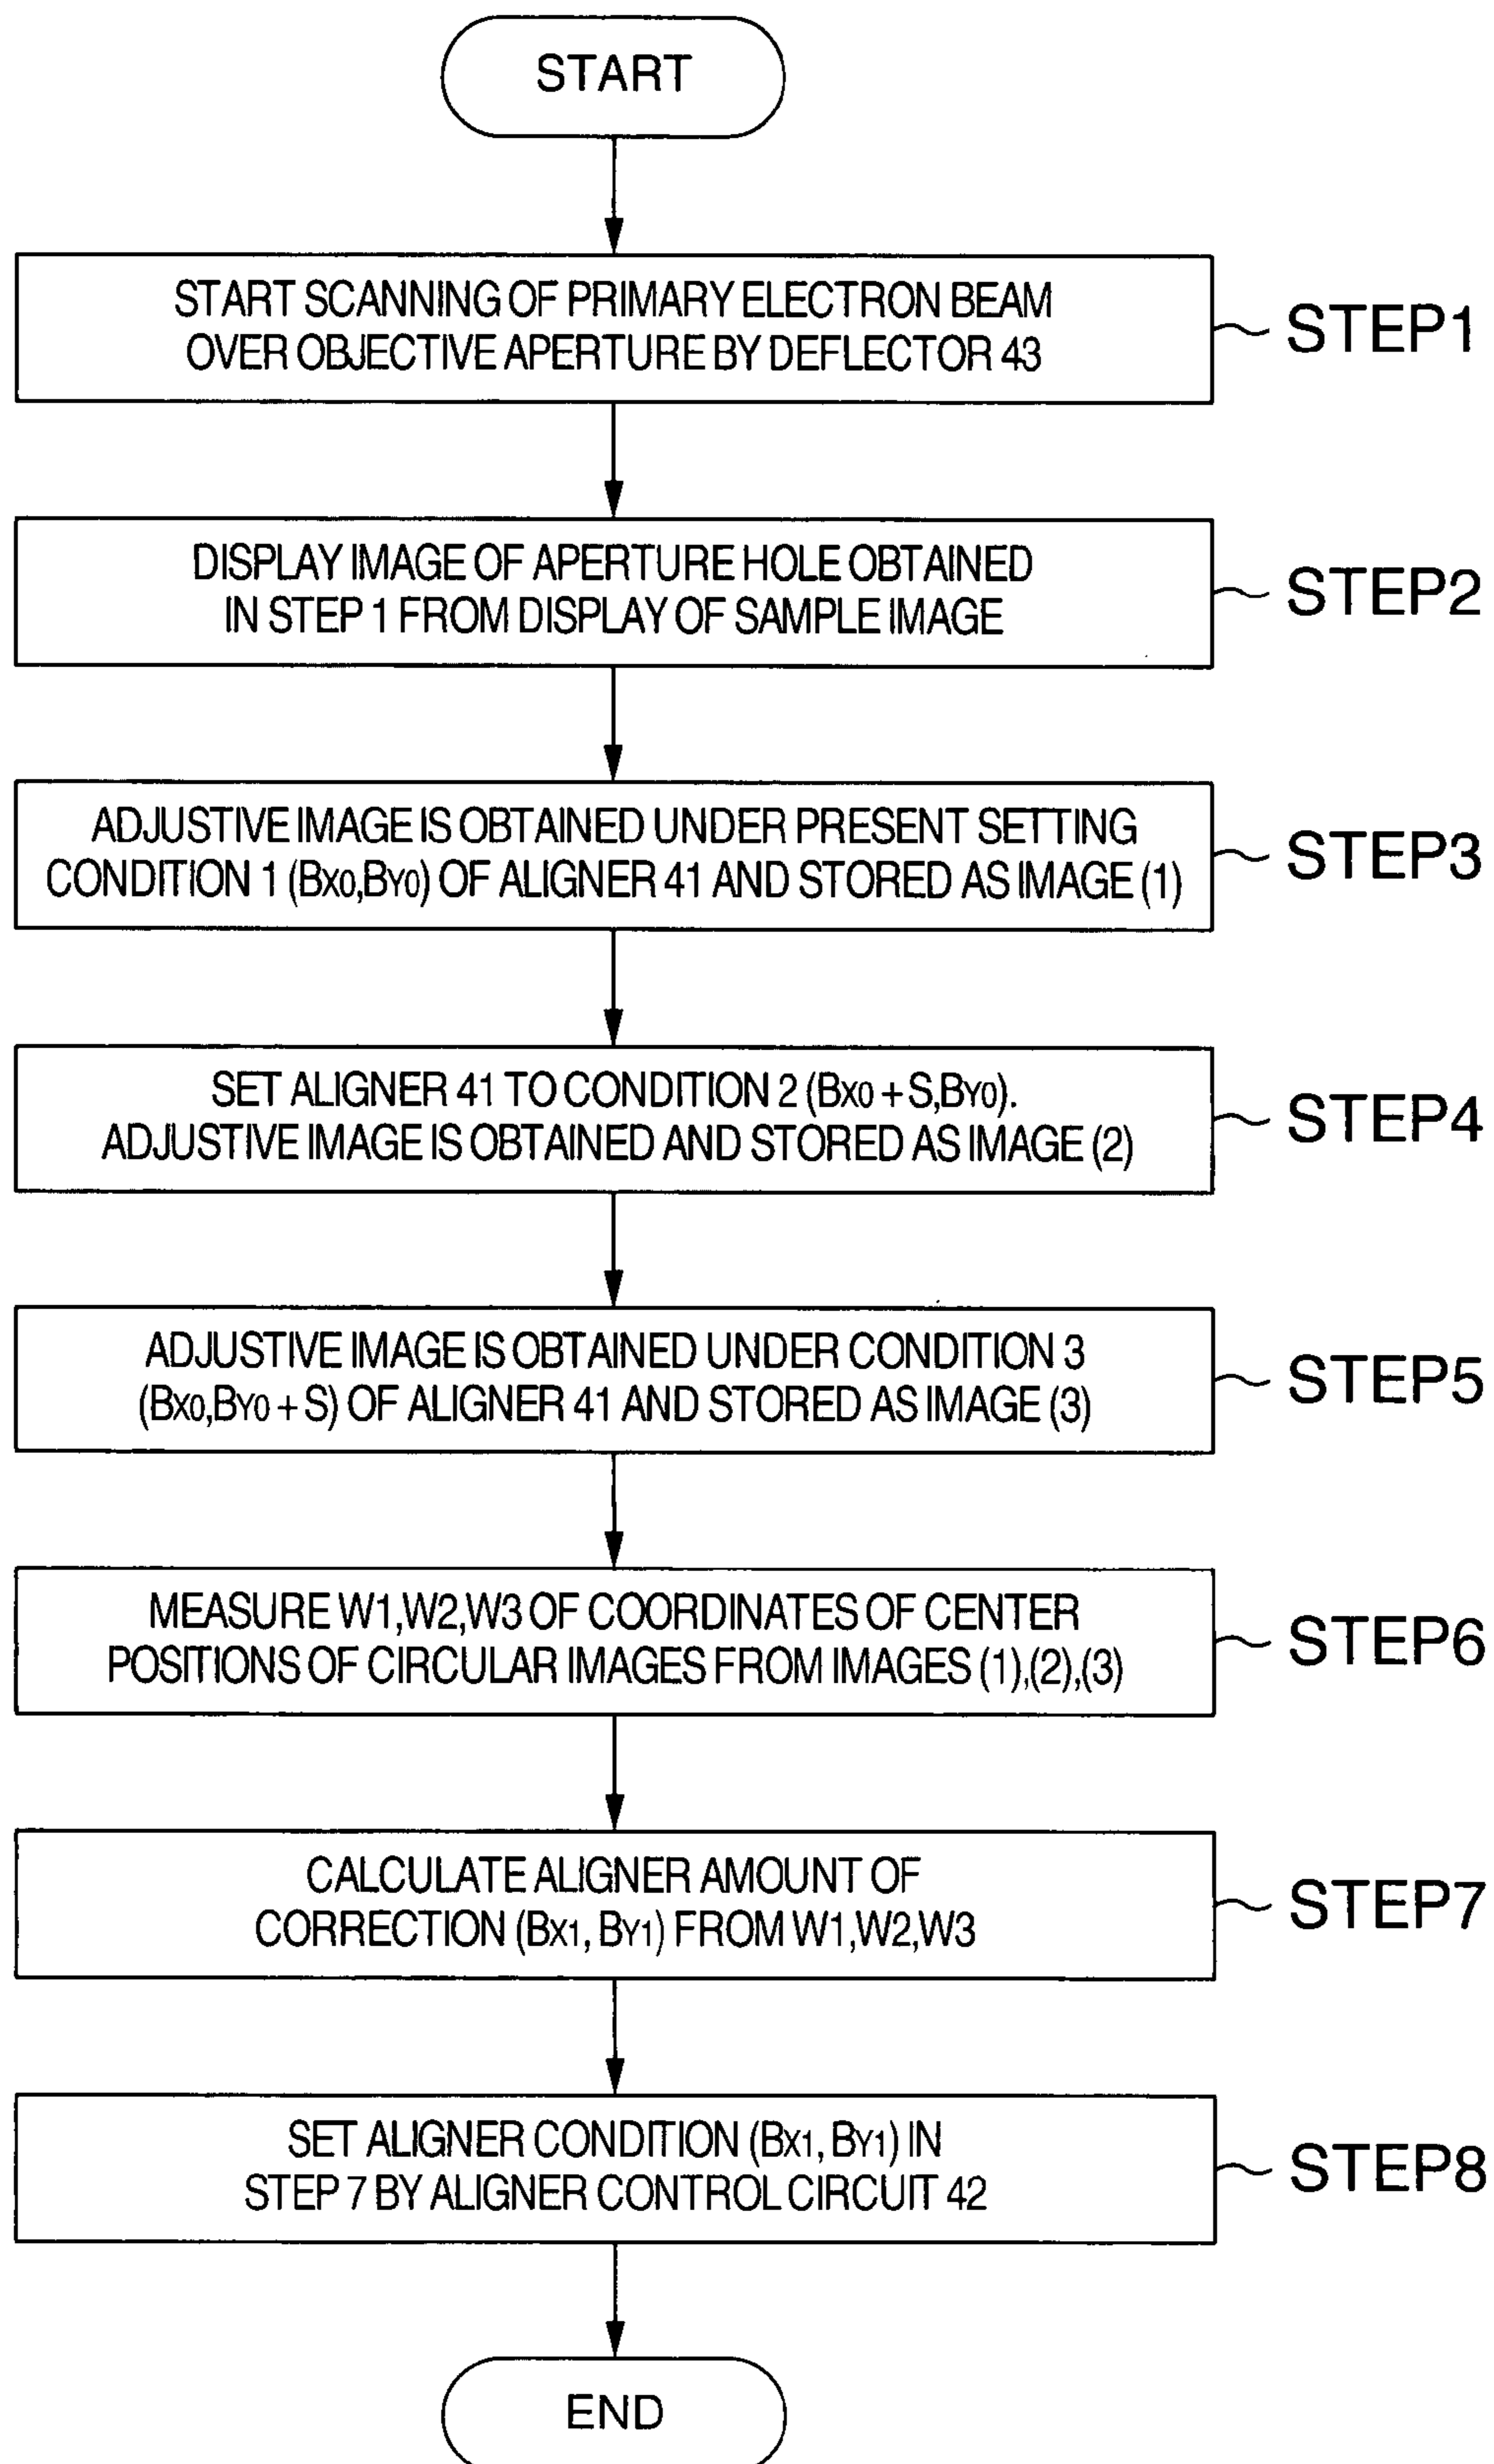 START
START SCANNING OF PRIMARY ELECTRON BEAM
OVER OBJECTIVE APERTURE BY DEFLECTOR 43
STEP1
DISPLAY IMAGE OF APERTURE HOLE OBTAINED
IN STEP 1 FROM DISPLAY OF SAMPLE IMAGE
STEP2
ADJUSTIVE IMAGE IS OBTAINED UNDER PRESENT SETTING
CONDITION 1 (BX0,BY0) OF ALIGNER 41 AND STORED AS IMAGE (1)
STEP3
SET ALIGNER 41 TO CONDITION 2 (BX0 + S,BY0).
ADJUSTIVE IMAGE IS OBTAINED AND STORED AS IMAGE (2)
STEP4
ADJUSTIVE IMAGE IS OBTAINED UNDER CONDITION 3
(BX0,BY0 + S) OF ALIGNER 41 AND STORED AS IMAGE (3)
STEP5
MEASURE W1,W2,W3 OF COORDINATES OF CENTER
POSITIONS OF CIRCULAR IMAGES FROM IMAGES (1),(2),(3)
STEP6
CALCULATE ALIGNER AMOUNT OF
CORRECTION (BX1, BY1) FROM W1,W2,W3
STEP7
SET ALIGNER CONDITION (BX1, BY1) IN
STEP 7 BY ALIGNER CONTROL CIRCUIT 42
STEP8
END